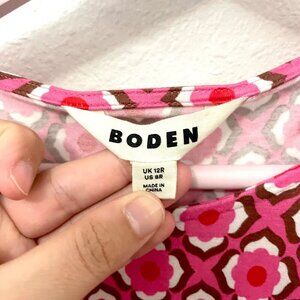 BODEN
UK 12R
US 8R
MADE IN
CHINA